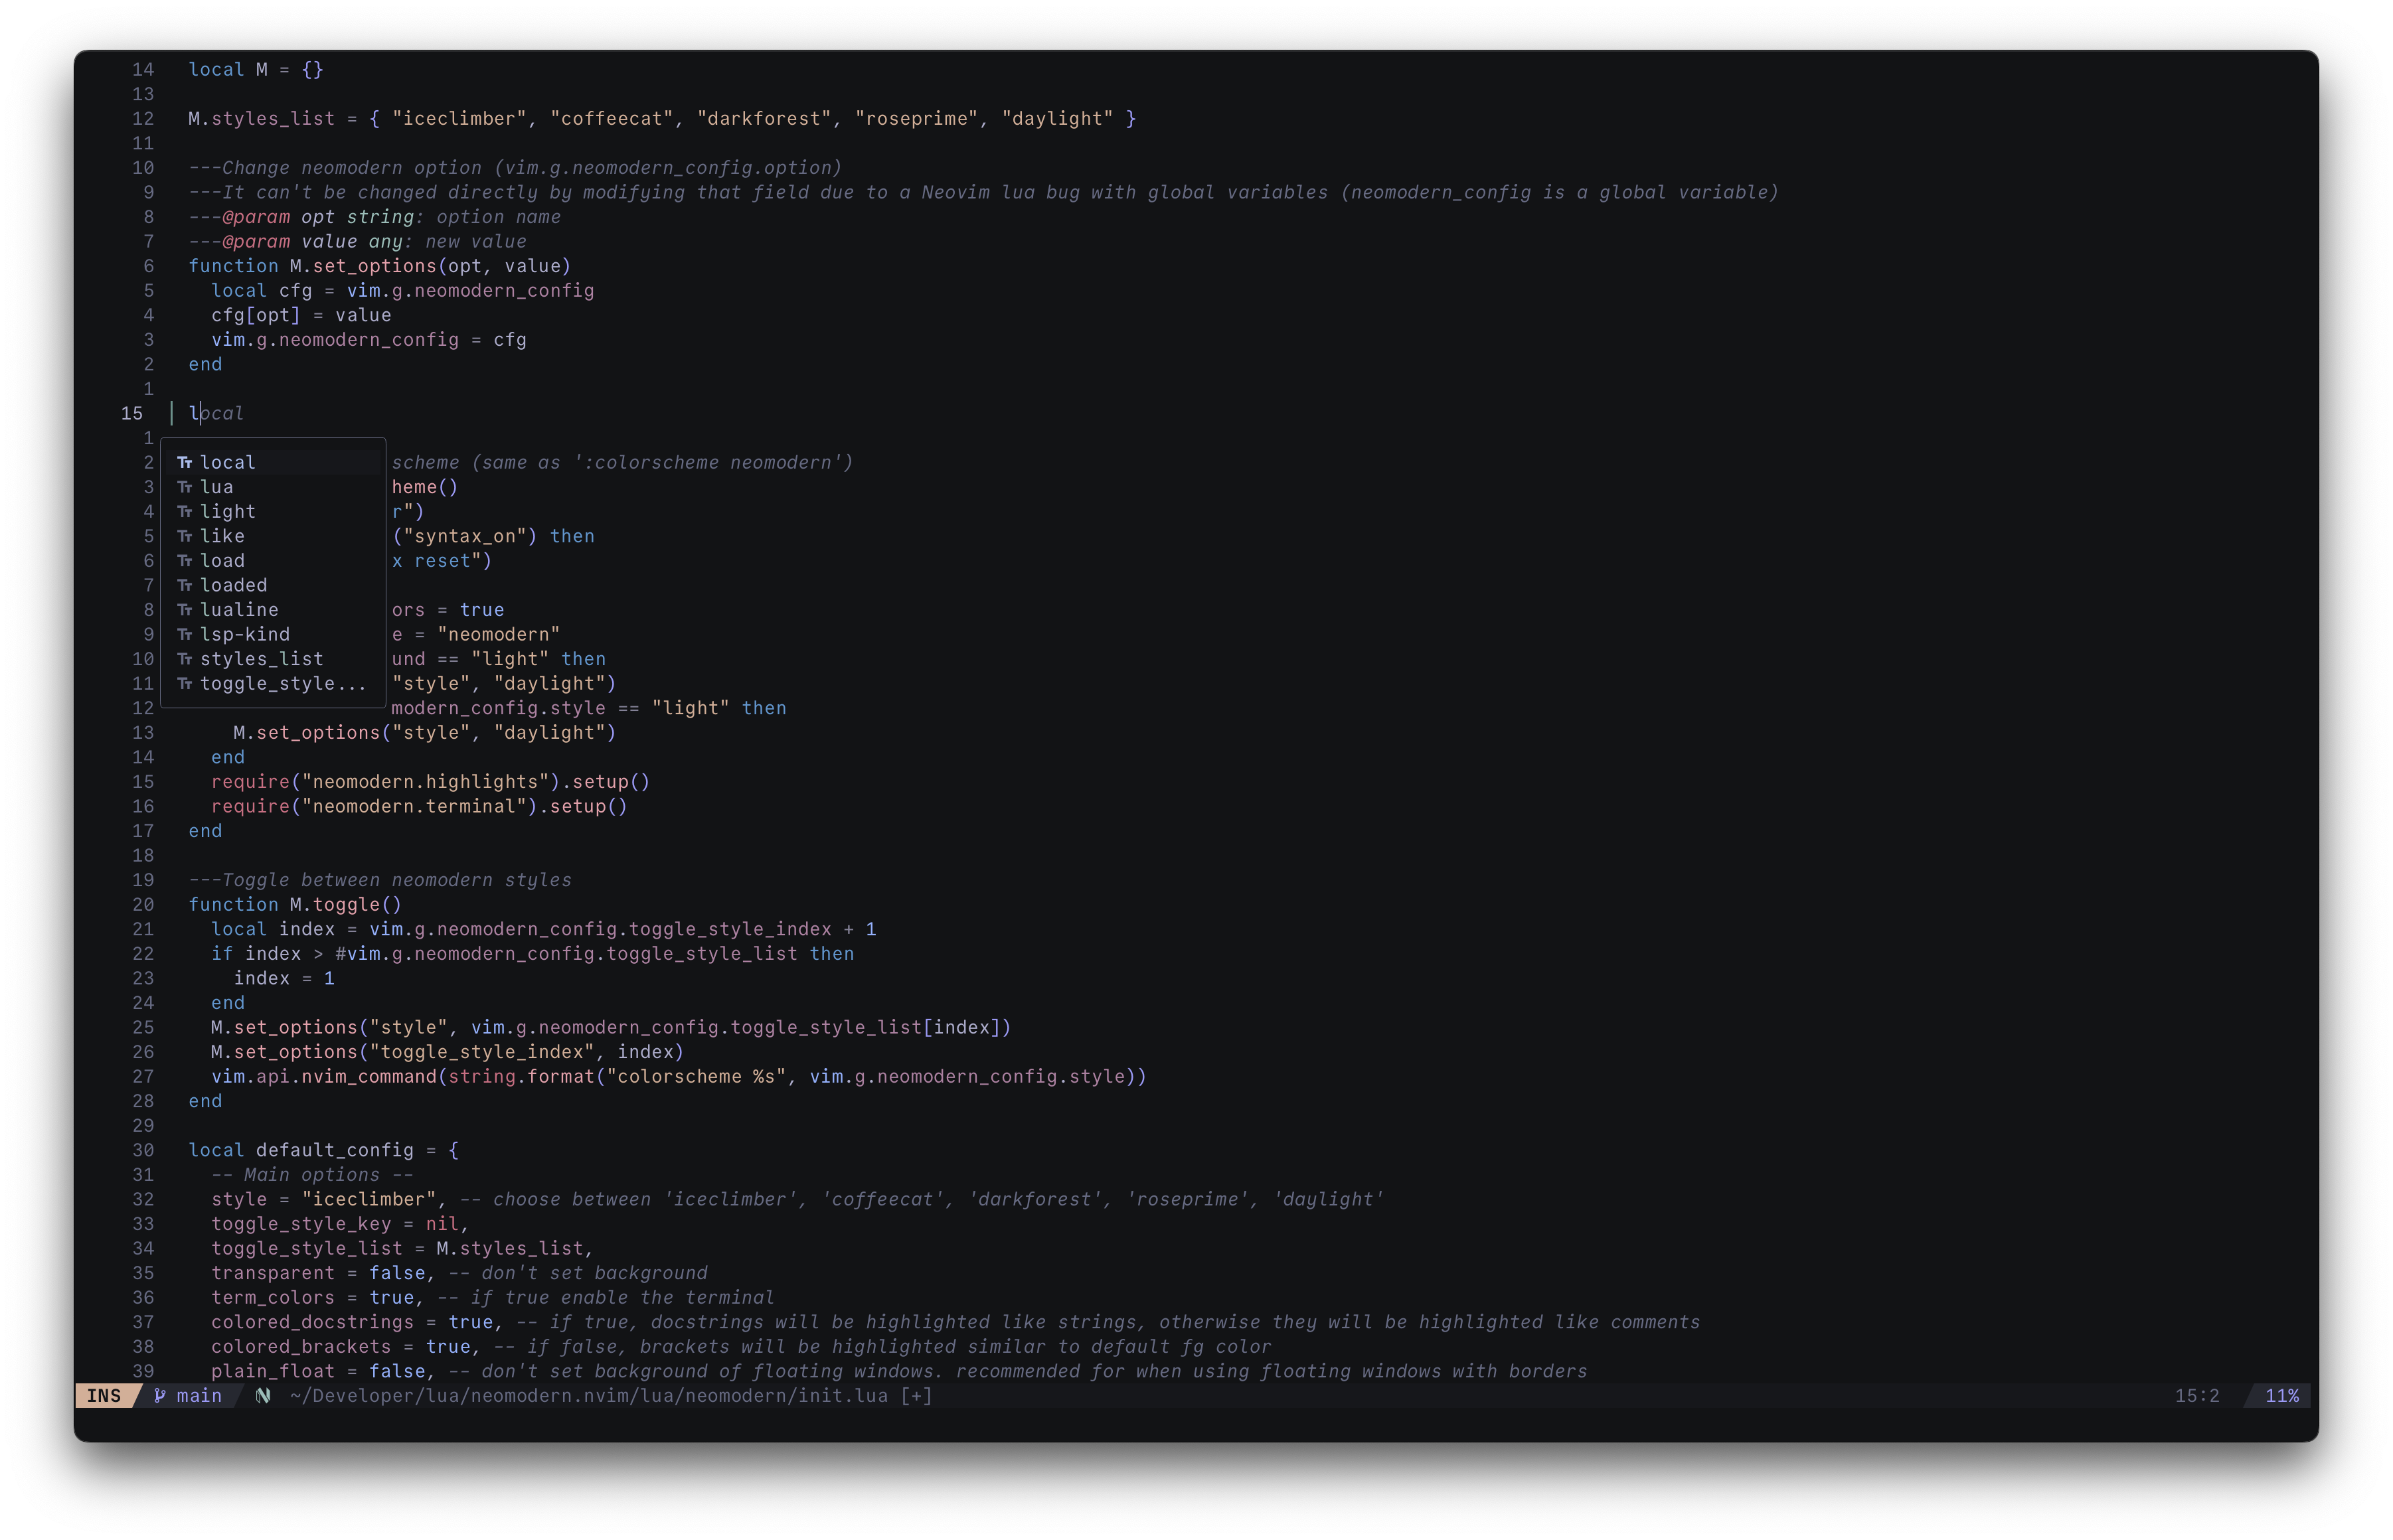 14 local M = {}
13
12 M.styles_list = { "iceclimber", "coffeecat", "darkforest", "roseprime", "daylight" }
11
10 ---Change neomodern option (vim.g.neomodern_config.option)
9 ---It can't be changed directly by modifying that field due to a Neovim lua bug with global variables (neomodern_config is a global variable)
8 ---@param opt string: option name
7 ---@param value any: new value
6 function M.set_options(opt, value)
5 local cfg = vim.g.neomodern_config
4 cfg[opt] = value
3 vim.g.neomodern_config = cfg
2 end
1
15 local
1
2 local scheme (same as ':colorscheme neomodern')
3 lua heme()
4 light r")
5 like ("syntax_on") then
6 load x reset")
7 loaded
8 lualine ors = true
9 lsp-kind e = "neomodern"
10 styles_list und == "light" then
11 toggle_style... "style", "daylight")
12 modern_config.style == "light" then
13 M.set_options("style", "daylight")
14 end
15 require("neomodern.highlights").setup()
16 require("neomodern.terminal").setup()
17 end
18
19 ---Toggle between neomodern styles
20 function M.toggle()
21 local index = vim.g.neomodern_config.toggle_style_index + 1
22 if index > #vim.g.neomodern_config.toggle_style_list then
23 index = 1
24 end
25 M.set_options("style", vim.g.neomodern_config.toggle_style_list[index])
26 M.set_options("toggle_style_index", index)
27 vim.api.nvim_command(string.format("colorscheme %s", vim.g.neomodern_config.style))
28 end
29
30 local default_config = {
31 -- Main options --
32 style = "iceclimber", -- choose between 'iceclimber', 'coffeecat', 'darkforest', 'roseprime', 'daylight'
33 toggle_style_key = nil,
34 toggle_style_list = M.styles_list,
35 transparent = false, -- don't set background
36 term_colors = true, -- if true enable the terminal
37 colored_docstrings = true, -- if true, docstrings will be highlighted like strings, otherwise they will be highlighted like comments
38 colored_brackets = true, -- if false, brackets will be highlighted similar to default fg color
39 plain_float = false, -- don't set background of floating windows. recommended for when using floating windows with borders
INS main ~/Developer/lua/neomodern.nvim/lua/neomodern/init.lua [+] 15:2 11%